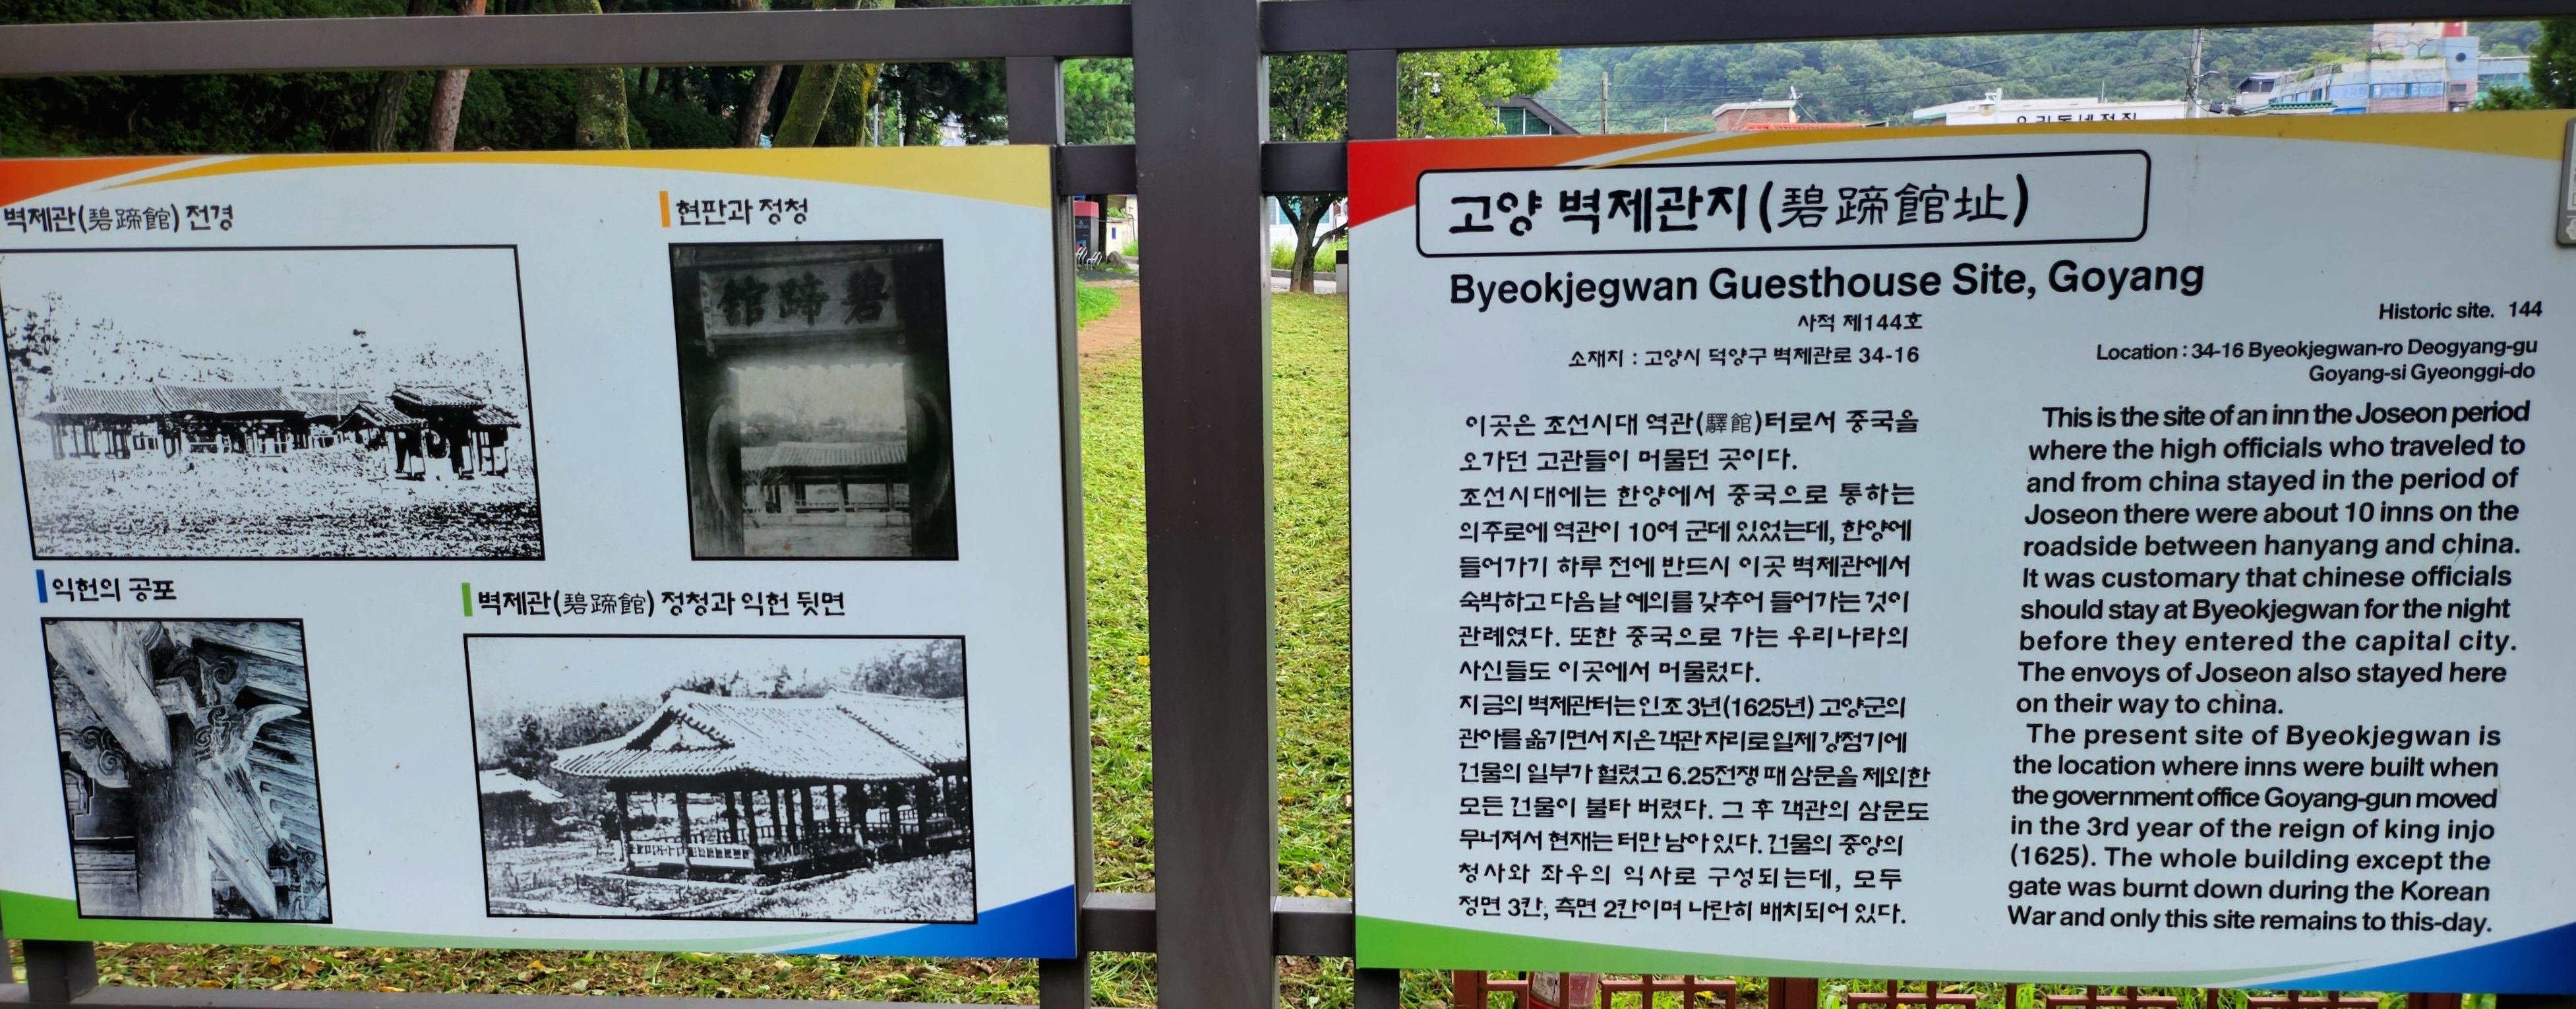 벽제관(碧蹄館) 전경
현판과 정청
碧蹄館
익헌의 공포
벽제관(碧蹄館) 정청과 익헌 뒷면
고양 벽제관지(碧蹄館址)
Byeokjegwan Guesthouse Site, Goyang
사적 제144호
소재지 : 고양시 덕양구 벽제관로 34-16
이곳은 조선시대 역관(驛館)터로서 중국을
오가던 고관들이 머물던 곳이다.
조선시대에는 한양에서 중국으로 통하는
의주로에 역관이 10여 군데 있었는데, 한양에
들어가기 하루 전에 반드시 이곳 벽제관에서
숙박하고 다음날 예의를 갖추어 들어가는 것이
관례였다. 또한 중국으로 가는 우리나라의
사신들도 이곳에서 머물렀다.
지금의 벽제관터는 인조 3년(1625년) 고양군의
관아를 옮기면서 지은 객관 자리로 일제 강점기에
건물의 일부가 헐렸고 6.25전쟁 때 삼문을 제외한
모든 건물이 불타 버렸다. 그 후 객관의 삼문도
무너져서 현재는 터만 남아 있다. 건물의 중앙의
청사와 좌우의 익사로 구성되는데, 모두
정면 3칸, 측면 2칸이며 나란히 배치되어 있다.
Historic site. 144
Location : 34-16 Byeokjegwan-ro Deogyang-gu
Goyang-si Gyeonggi-do
This is the site of an inn the Joseon period
where the high officials who traveled to
and from china stayed in the period of
Joseon there were about 10 inns on the
roadside between hanyang and china.
It was customary that chinese officials
should stay at Byeokjegwan for the night
before they entered the capital city.
The envoys of Joseon also stayed here
on their way to china.
The present site of Byeokjegwan is
the location where inns were built when
the government office Goyang-gun moved
in the 3rd year of the reign of king injo
(1625). The whole building except the
gate was burnt down during the Korean
War and only this site remains to this-day.